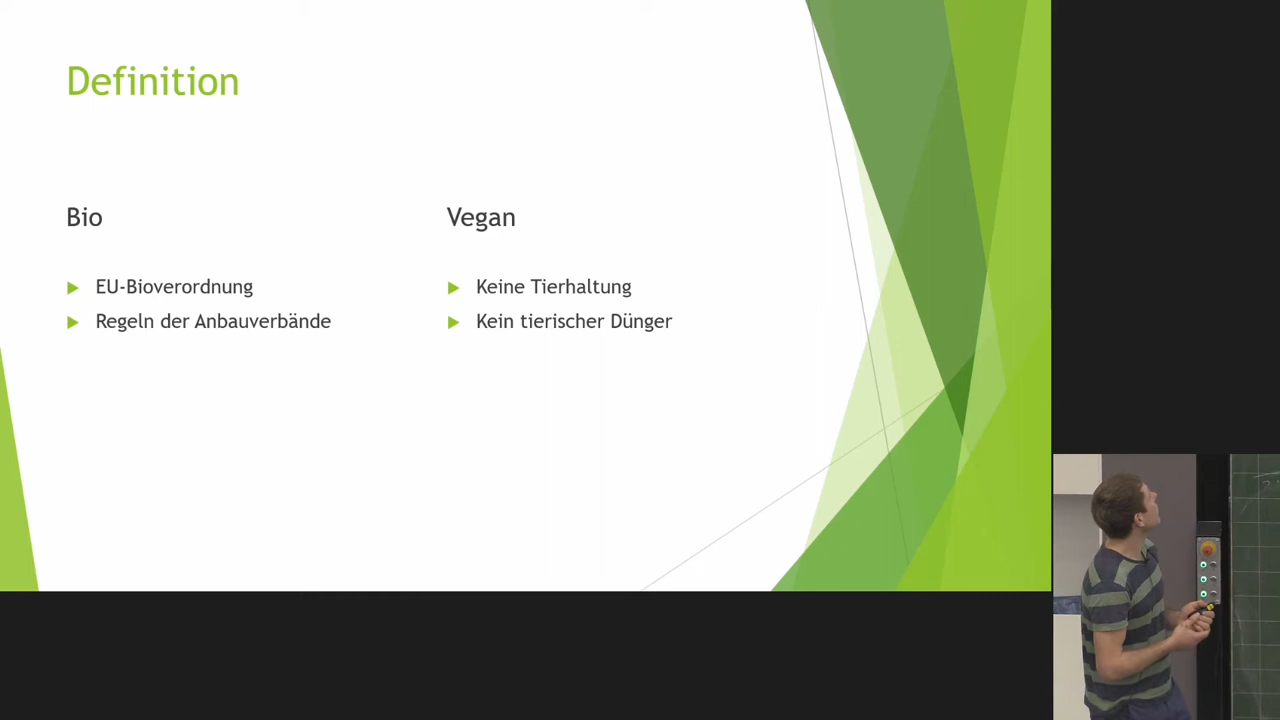 Definition
Bio
EU-Bioverordnung
Regeln der Anbauverbände
Vegan
Keine Tierhaltung
Kein tierischer Dünger